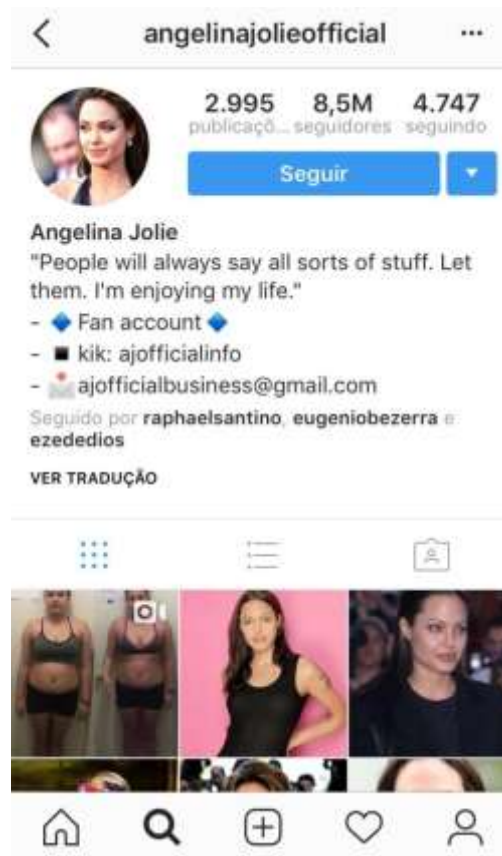 angelinajolieofficial
2.995 8,5M 4.747
publicaçõ... seguidores seguindo
Seguir
Angelina Jolie
"People will always say all sorts of stuff. Let
them. I'm enjoying my life."
- 🔷 Fan account 🔷
- ▪️ kik: ajofficialinfo
- 📩 ajofficialbusiness@gmail.com
Seguido por raphaelsantino, eugeniobezerra e
ezededios
VER TRADUÇÃO